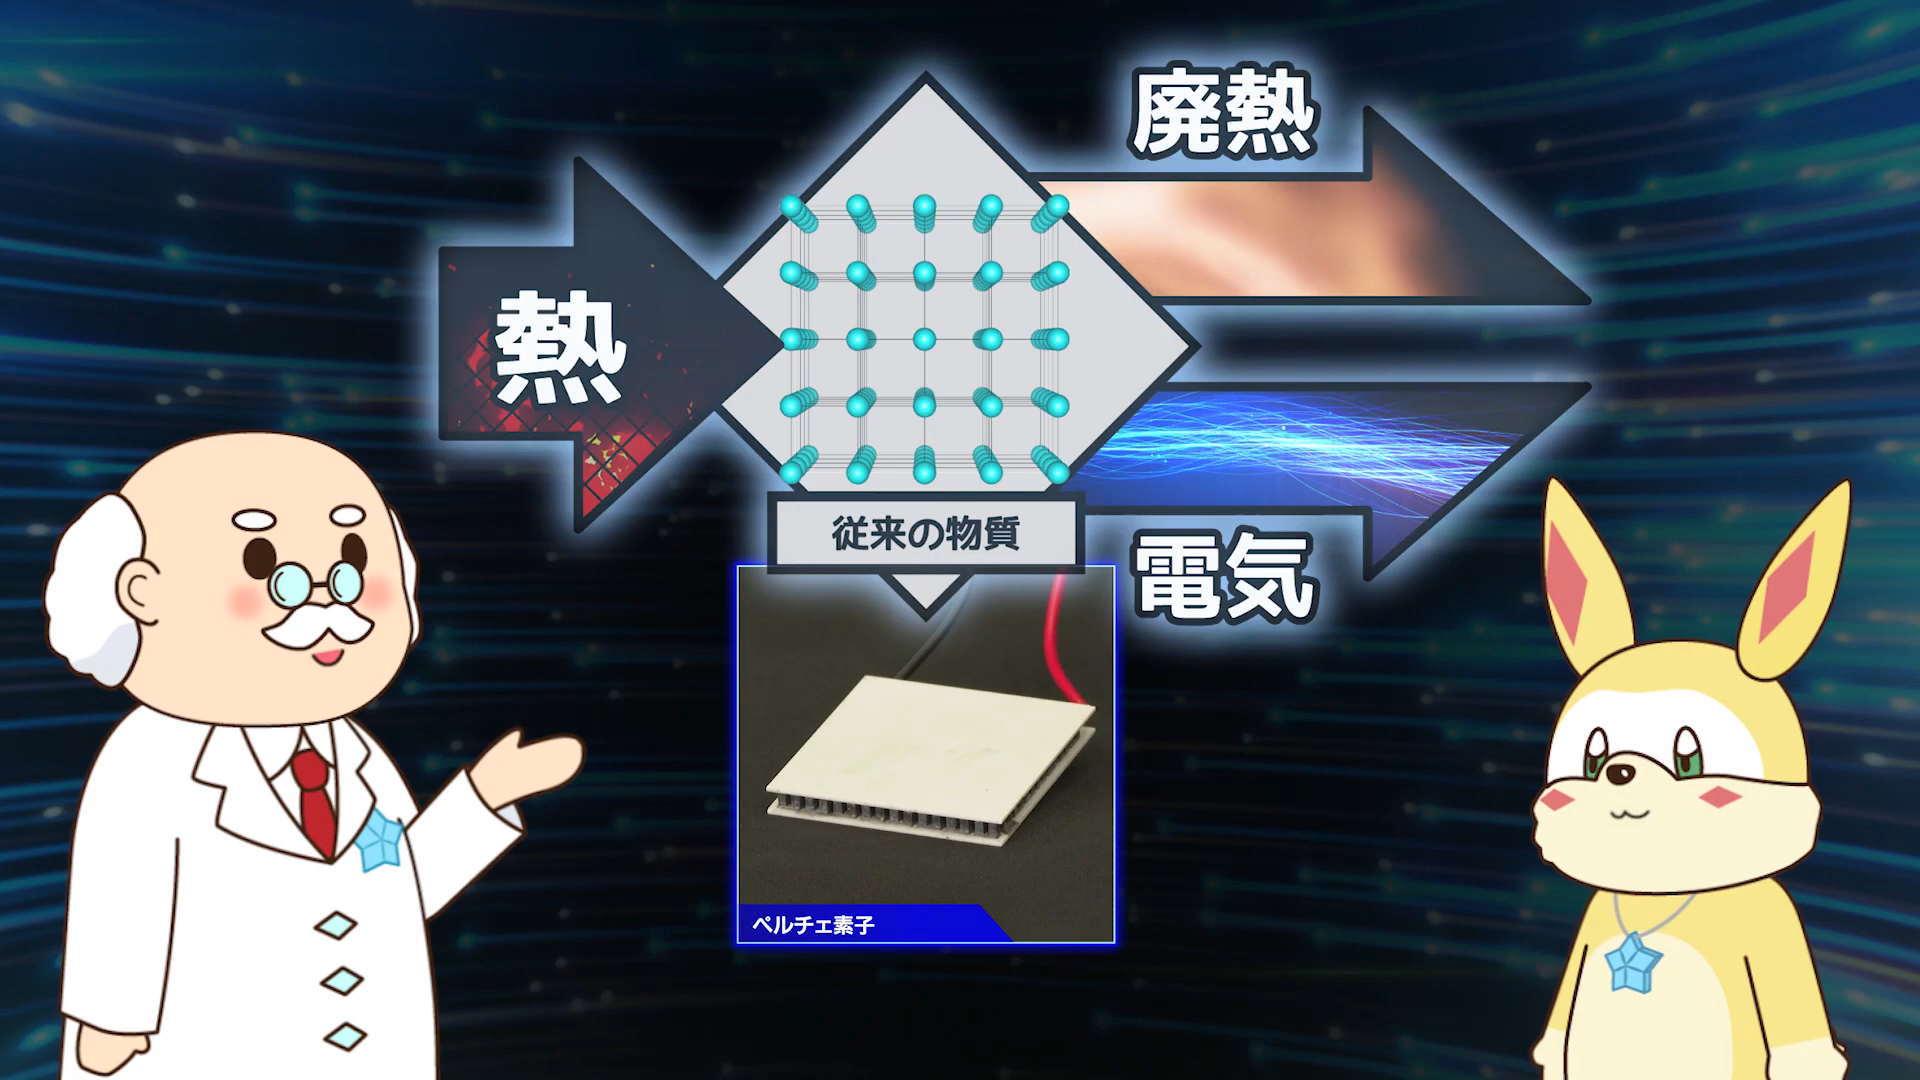 廃熱
熱
従来の物質
電気
ペルチェ素子